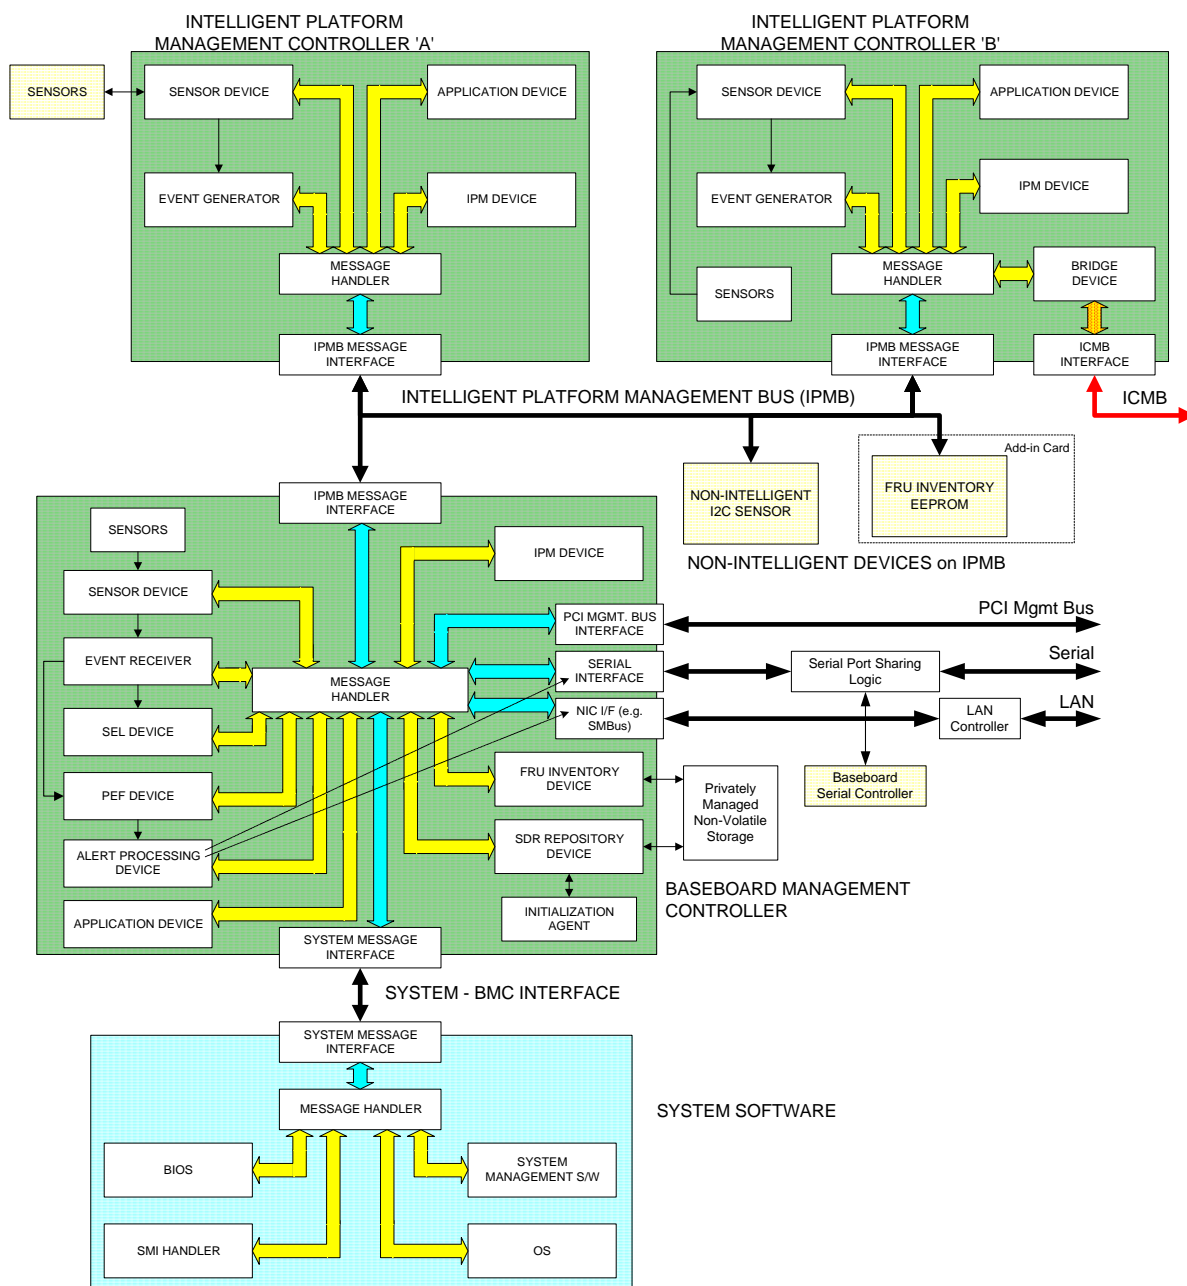 INTELLIGENT PLATFORM
MANAGEMENT CONTROLLER 'A'
INTELLIGENT PLATFORM
MANAGEMENT CONTROLLER 'B'
SENSORS
SENSOR DEVICE
APPLICATION DEVICE
EVENT GENERATOR
IPM DEVICE
MESSAGE
HANDLER
IPMB MESSAGE
INTERFACE
SENSOR DEVICE
APPLICATION DEVICE
EVENT GENERATOR
IPM DEVICE
SENSORS
MESSAGE
HANDLER
BRIDGE
DEVICE
IPMB MESSAGE
INTERFACE
ICMB
INTERFACE
INTELLIGENT PLATFORM MANAGEMENT BUS (IPMB)
ICMB
Add-in Card
NON-INTELLIGENT
I2C SENSOR
FRU INVENTORY
EEPROM
NON-INTELLIGENT DEVICES on IPMB
IPMB MESSAGE
INTERFACE
SENSORS
SENSOR DEVICE
EVENT RECEIVER
SEL DEVICE
PEF DEVICE
ALERT PROCESSING
DEVICE
APPLICATION DEVICE
MESSAGE
HANDLER
IPM DEVICE
PCI MGMT. BUS
INTERFACE
SERIAL
INTERFACE
NIC I/F (e.g.
SMBus)
FRU INVENTORY
DEVICE
SDR REPOSITORY
DEVICE
INITIALIZATION
AGENT
SYSTEM MESSAGE
INTERFACE
PCI Mgmt Bus
Serial
LAN
Serial Port Sharing
Logic
LAN
Controller
Baseboard
Serial Controller
Privately
Managed
Non-Volatile
Storage
BASEBOARD MANAGEMENT
CONTROLLER
SYSTEM - BMC INTERFACE
SYSTEM MESSAGE
INTERFACE
MESSAGE HANDLER
SYSTEM SOFTWARE
BIOS
SYSTEM
MANAGEMENT S/W
SMI HANDLER
OS